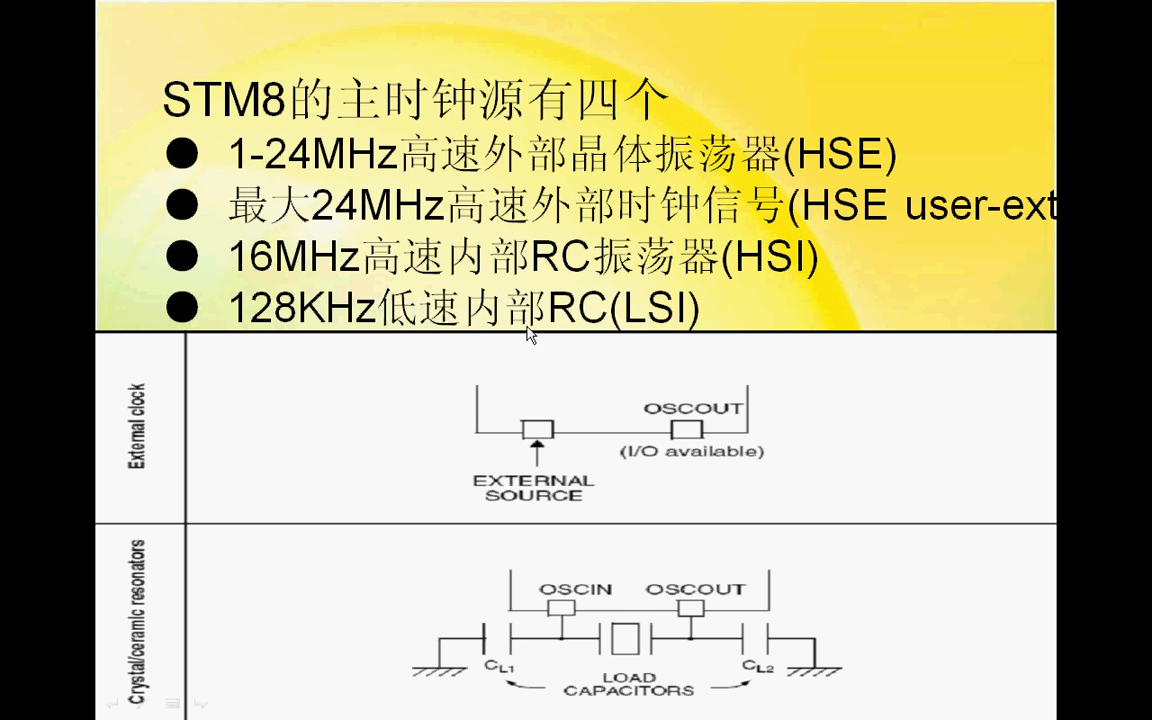 STM8的主时钟源有四个
● 1-24MHz高速外部晶体振荡器(HSE)
● 最大24MHz高速外部时钟信号(HSE user-ext
● 16MHz高速内部RC振荡器(HSI)
● 128KHz低速内部RC(LSI)
External clock
OSCOUT
(I/O available)
EXTERNAL
SOURCE
Crystal/ceramic resonators
OSCIN OSCOUT
CL1 CL2
LOAD
CAPACITORS